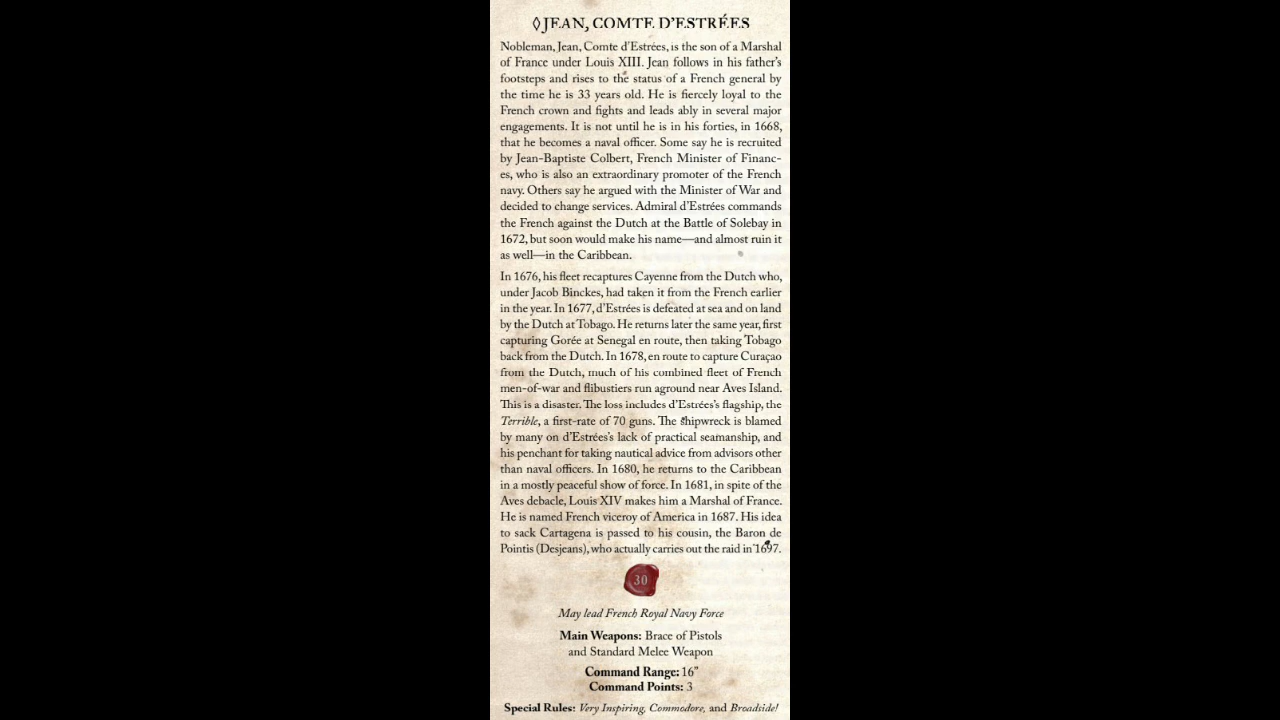 ◊JEAN, COMTE D'ESTRÉES
Nobleman, Jean, Comte d'Estrées, is the son of a Marshal
of France under Louis XIII. Jean follows in his father's
footsteps and rises to the status of a French general by
the time he is 33 years old. He is fiercely loyal to the
French crown and fights and leads ably in several major
engagements. It is not until he is in his forties, in 1668,
that he becomes a naval officer. Some say he is recruited
by Jean-Baptiste Colbert, French Minister of Financ-
es, who is also an extraordinary promoter of the French
navy. Others say he argued with the Minister of War and
decided to change services. Admiral d'Estrées commands
the French against the Dutch at the Battle of Solebay in
1672, but soon would make his name—and almost ruin it
as well—in the Caribbean.
In 1676, his fleet recaptures Cayenne from the Dutch who,
under Jacob Binckes, had taken it from the French earlier
in the year. In 1677, d'Estrées is defeated at sea and on land
by the Dutch at Tobago. He returns later the same year, first
capturing Gorée at Senegal en route, then taking Tobago
back from the Dutch. In 1678, en route to capture Curaçao
from the Dutch, much of his combined fleet of French
men-of-war and flibustiers run aground near Aves Island.
This is a disaster. The loss includes d'Estrées's flagship, the
Terrible, a first-rate of 70 guns. The shipwreck is blamed
by many on d'Estrées's lack of practical seamanship, and
his penchant for taking nautical advice from advisors other
than naval officers. In 1680, he returns to the Caribbean
in a mostly peaceful show of force. In 1681, in spite of the
Aves debacle, Louis XIV makes him a Marshal of France.
He is named French viceroy of America in 1687. His idea
to sack Cartagena is passed to his cousin, the Baron de
Pointis (Desjeans), who actually carries out the raid in 1697.
30
May lead French Royal Navy Force
Main Weapons: Brace of Pistols
and Standard Melee Weapon
Command Range: 16”
Command Points: 3
Special Rules: Very Inspiring, Commodore, and Broadside!